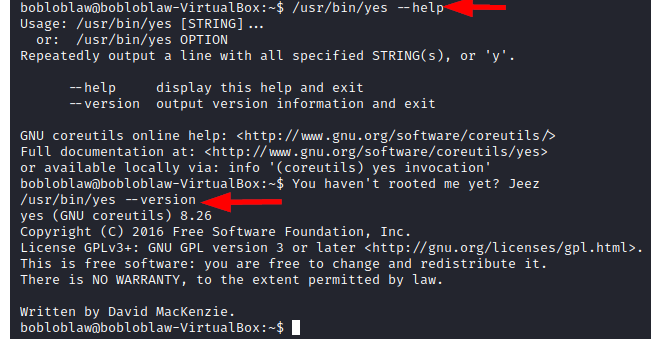 bobloblaw@bobloblaw-VirtualBox:~$ /usr/bin/yes --help
Usage: /usr/bin/yes [STRING]...
  or:  /usr/bin/yes OPTION
Repeatedly output a line with all specified STRING(s), or 'y'.
--help     display this help and exit
--version  output version information and exit
GNU coreutils online help: <http://www.gnu.org/software/coreutils/>
Full documentation at: <http://www.gnu.org/software/coreutils/yes>
or available locally via: info '(coreutils) yes invocation'
bobloblaw@bobloblaw-VirtualBox:~$ You haven't rooted me yet? Jeez
/usr/bin/yes --version
yes (GNU coreutils) 8.26
Copyright (C) 2016 Free Software Foundation, Inc.
License GPLv3+: GNU GPL version 3 or later <http://gnu.org/licenses/gpl.html>.
This is free software: you are free to change and redistribute it.
There is NO WARRANTY, to the extent permitted by law.
Written by David MacKenzie.
bobloblaw@bobloblaw-VirtualBox:~$